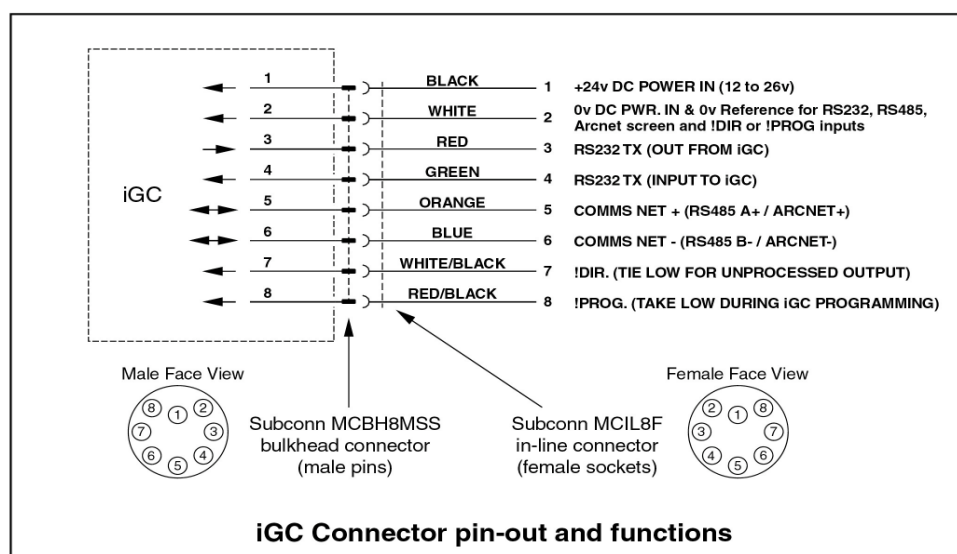 iGC
1 BLACK 1 +24v DC POWER IN (12 to 26v)
2 WHITE 2 0v DC PWR. IN & 0v Reference for RS232, RS485,
Arcnet screen and !DIR or !PROG inputs
3 RED 3 RS232 TX (OUT FROM iGC)
4 GREEN 4 RS232 TX (INPUT TO iGC)
5 ORANGE 5 COMMS NET + (RS485 A+ / ARCNET+)
6 BLUE 6 COMMS NET - (RS485 B- / ARCNET-)
7 WHITE/BLACK 7 !DIR. (TIE LOW FOR UNPROCESSED OUTPUT)
8 RED/BLACK 8 !PROG. (TAKE LOW DURING iGC PROGRAMMING)
Male Face View
8 1 2
7 3
6 5 4
Subconn MCBH8MSS
bulkhead connector
(male pins)
Subconn MCIL8F
in-line connector
(female sockets)
Female Face View
2 1 8
3 7
4 5 6
iGC Connector pin-out and functions